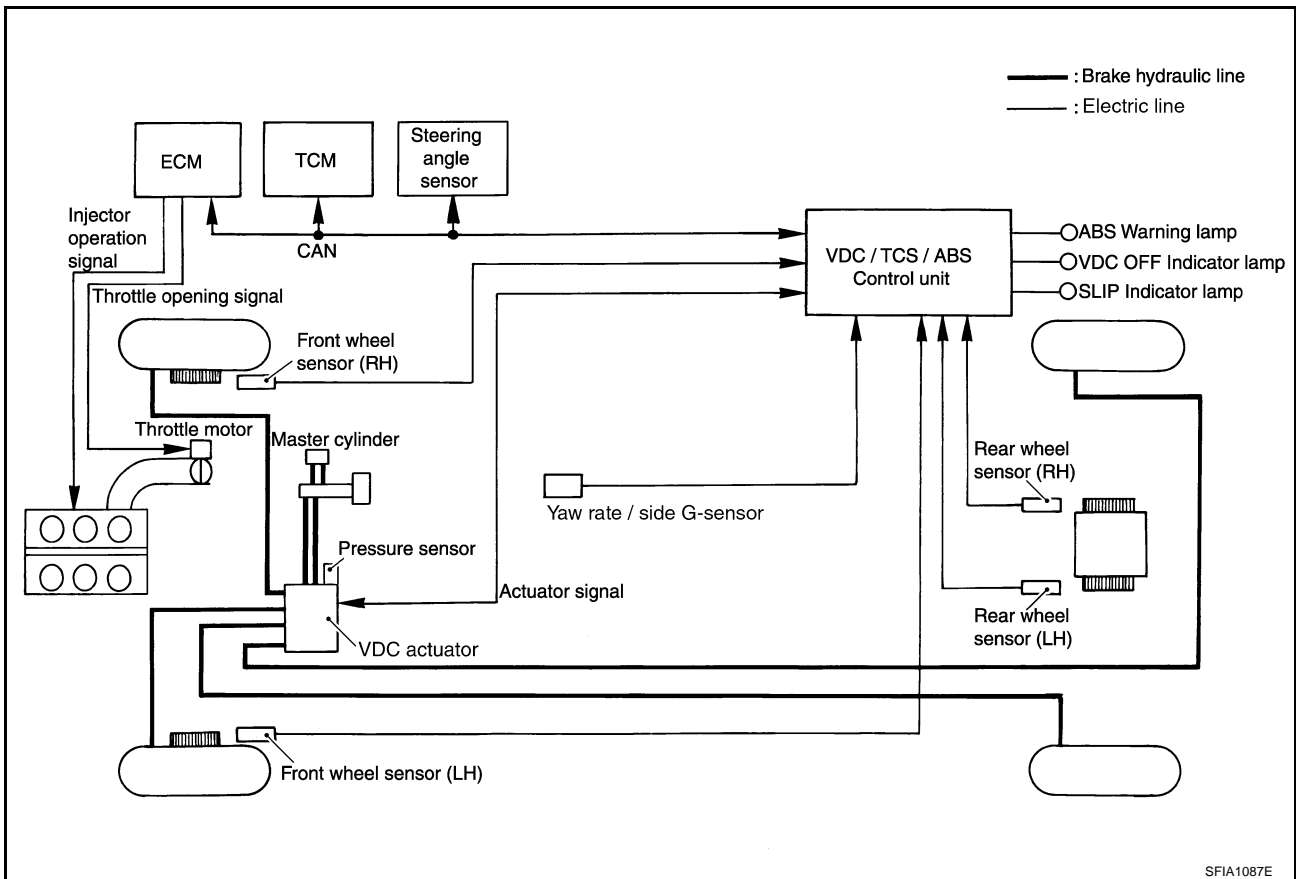 : Brake hydraulic line
: Electric line
ECM
TCM
Steering
angle
sensor
Injector
operation
signal
CAN
VDC / TCS / ABS
Control unit
ABS Warning lamp
VDC OFF Indicator lamp
SLIP Indicator lamp
Throttle opening signal
Front wheel
sensor (RH)
Throttle motor
Master cylinder
Rear wheel
sensor (RH)
Yaw rate / side G-sensor
Pressure sensor
Actuator signal
Rear wheel
sensor (LH)
VDC actuator
Front wheel sensor (LH)
SFIA1087E